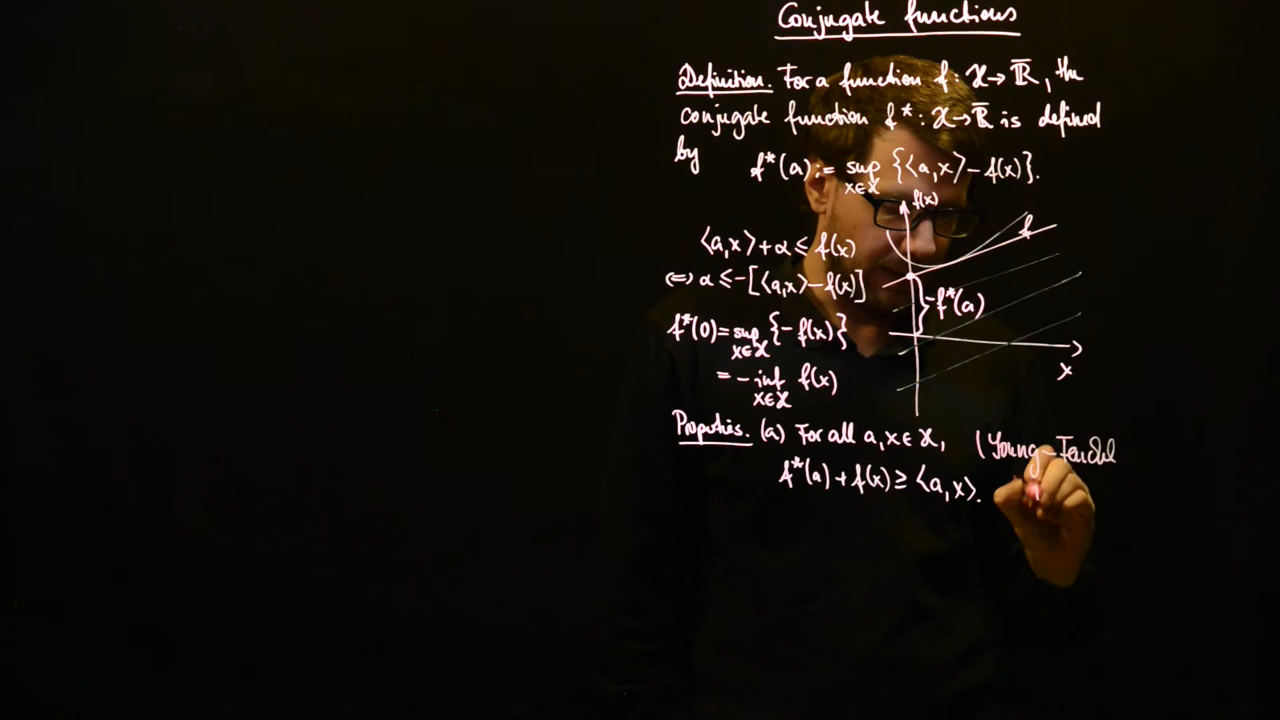 Conjugate functions
Definition. For a function f: 𝒳→ℝ̄, the
conjugate function f*: 𝒳→ℝ̄ is defined
by f*(a) := sup {⟨a,x⟩-f(x)}.
x∈𝒳
f(x)
f
⟨a,x⟩+α ≤ f(x)
⇔ α ≤ -[⟨a,x⟩-f(x)]
-f*(a)
f*(0) = sup {-f(x)}
x∈𝒳
x
= -inf f(x)
x∈𝒳
Properties. (a) For all a,x∈𝒳, (Young-Fenchel
f*(a)+f(x) ≥ ⟨a,x⟩.